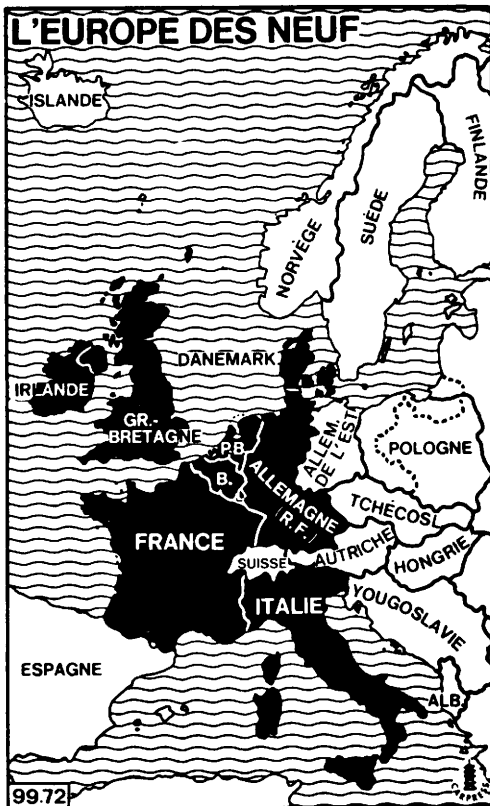 L'EUROPE DES NEUF
ISLANDE
FINLANDE
SUÈDE
NORVÈGE
DANEMARK
IRLANDE
GR.-
BRETAGNE
P.B.
B.
ALLEMAGNE
(R.F.)
ALLEM.
DE L'EST
POLOGNE
TCHÉCOSL.
FRANCE
SUISSE
AUTRICHE
HONGRIE
ITALIE
YOUGOSLAVIE
ESPAGNE
ALB.
99.72